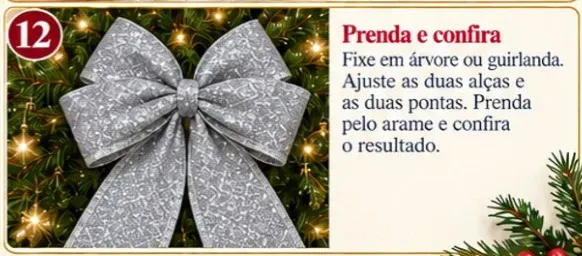 12
Prenda e confira
Fixe em árvore ou guirlanda.
Ajuste as duas alças e
as duas pontas. Prenda
pelo arame e confira
o resultado.